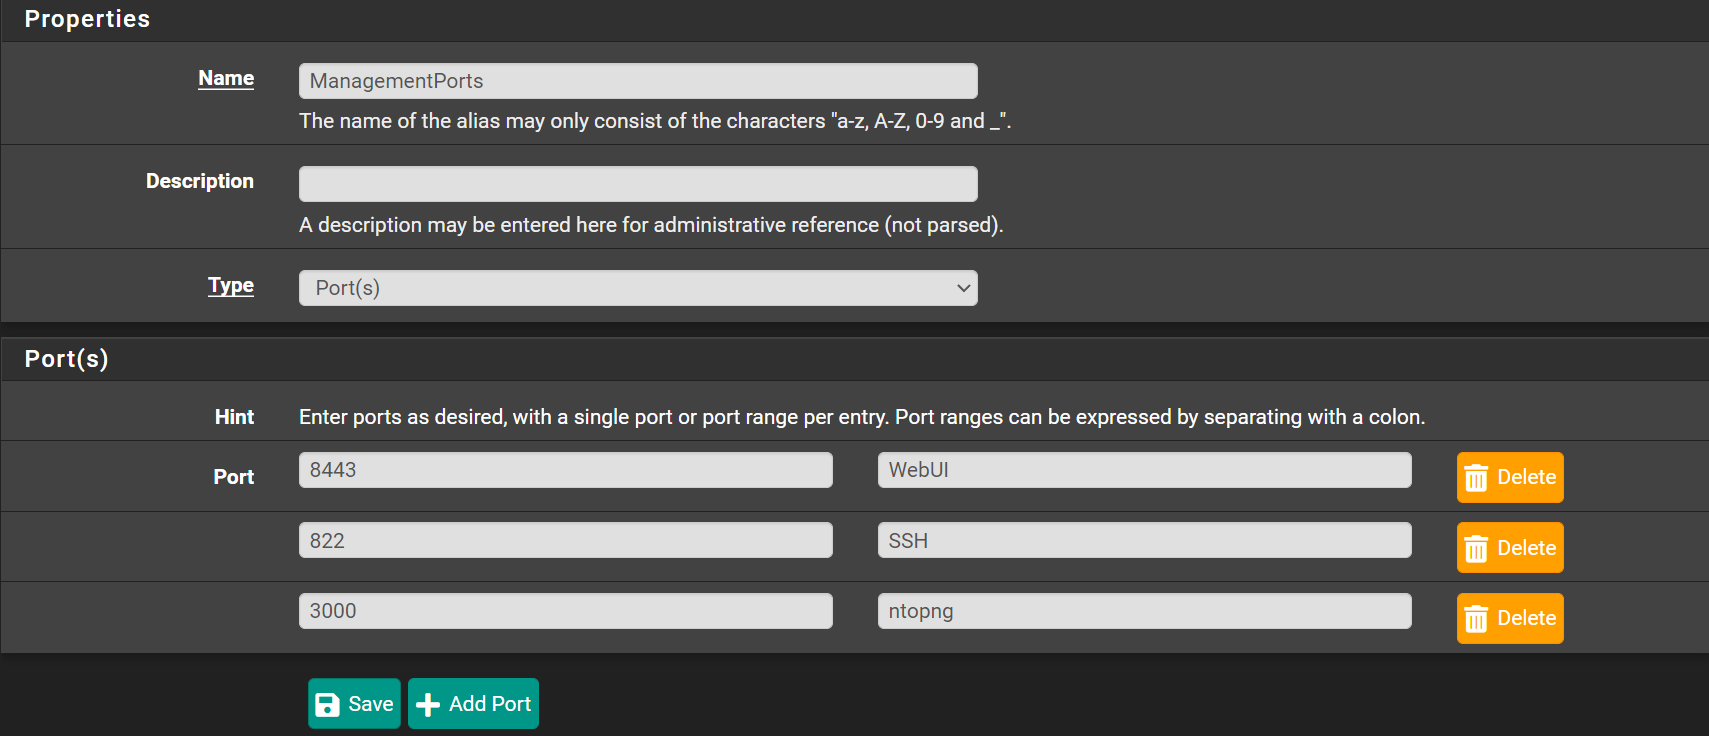 Properties
Name
ManagementPorts
The name of the alias may only consist of the characters "a-z, A-Z, 0-9 and _".
Description
A description may be entered here for administrative reference (not parsed).
Type
Port(s)
Port(s)
Hint
Enter ports as desired, with a single port or port range per entry. Port ranges can be expressed by separating with a colon.
Port
8443
WebUI
Delete
822
SSH
Delete
3000
ntopng
Delete
Save
Add Port